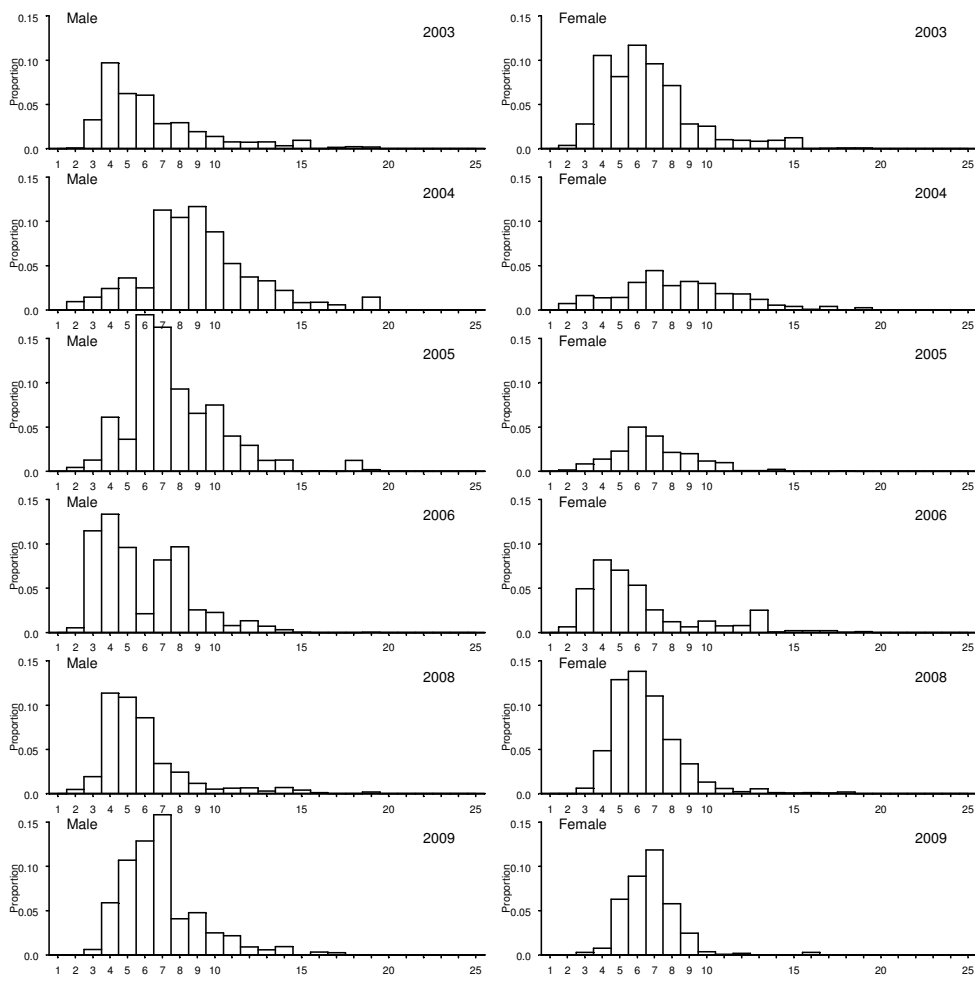 Male 2003 Female 2003
Proportion
0.0 0.05 0.10 0.15
1 2 3 4 5 6 7 8 9 10 15 20 25
Proportion
0.0 0.05 0.10 0.15
1 2 3 4 5 6 7 8 9 10 15 20 25
Male 2004 Female 2004
Proportion
0.0 0.05 0.10 0.15
1 2 3 4 5 6 7 15 20 25
Proportion
0.0 0.05 0.10 0.15
1 2 3 4 5 6 7 8 9 10 15 20 25
Male 2005 Female 2005
Proportion
0.0 0.05 0.10 0.15
1 2 3 4 5 6 7 8 9 10 15 20 25
Proportion
0.0 0.05 0.10 0.15
1 2 3 4 5 6 7 8 9 10 15 20 25
Male 2006 Female 2006
Proportion
0.0 0.05 0.10 0.15
1 2 3 4 5 6 7 8 9 10 15 20 25
Proportion
0.0 0.05 0.10 0.15
1 2 3 4 5 6 7 8 9 10 15 20 25
Male 2008 Female 2008
Proportion
0.0 0.05 0.10 0.15
1 2 3 4 5 6 7 8 9 10 15 20 25
Proportion
0.0 0.05 0.10 0.15
1 2 3 4 5 6 7 8 9 10 15 20 25
Male 2009 Female 2009
Proportion
0.0 0.05 0.10 0.15
1 2 3 4 5 6 7 8 9 10 15 20 25
Proportion
0.0 0.05 0.10 0.15
1 2 3 4 5 6 7 8 9 10 15 20 25